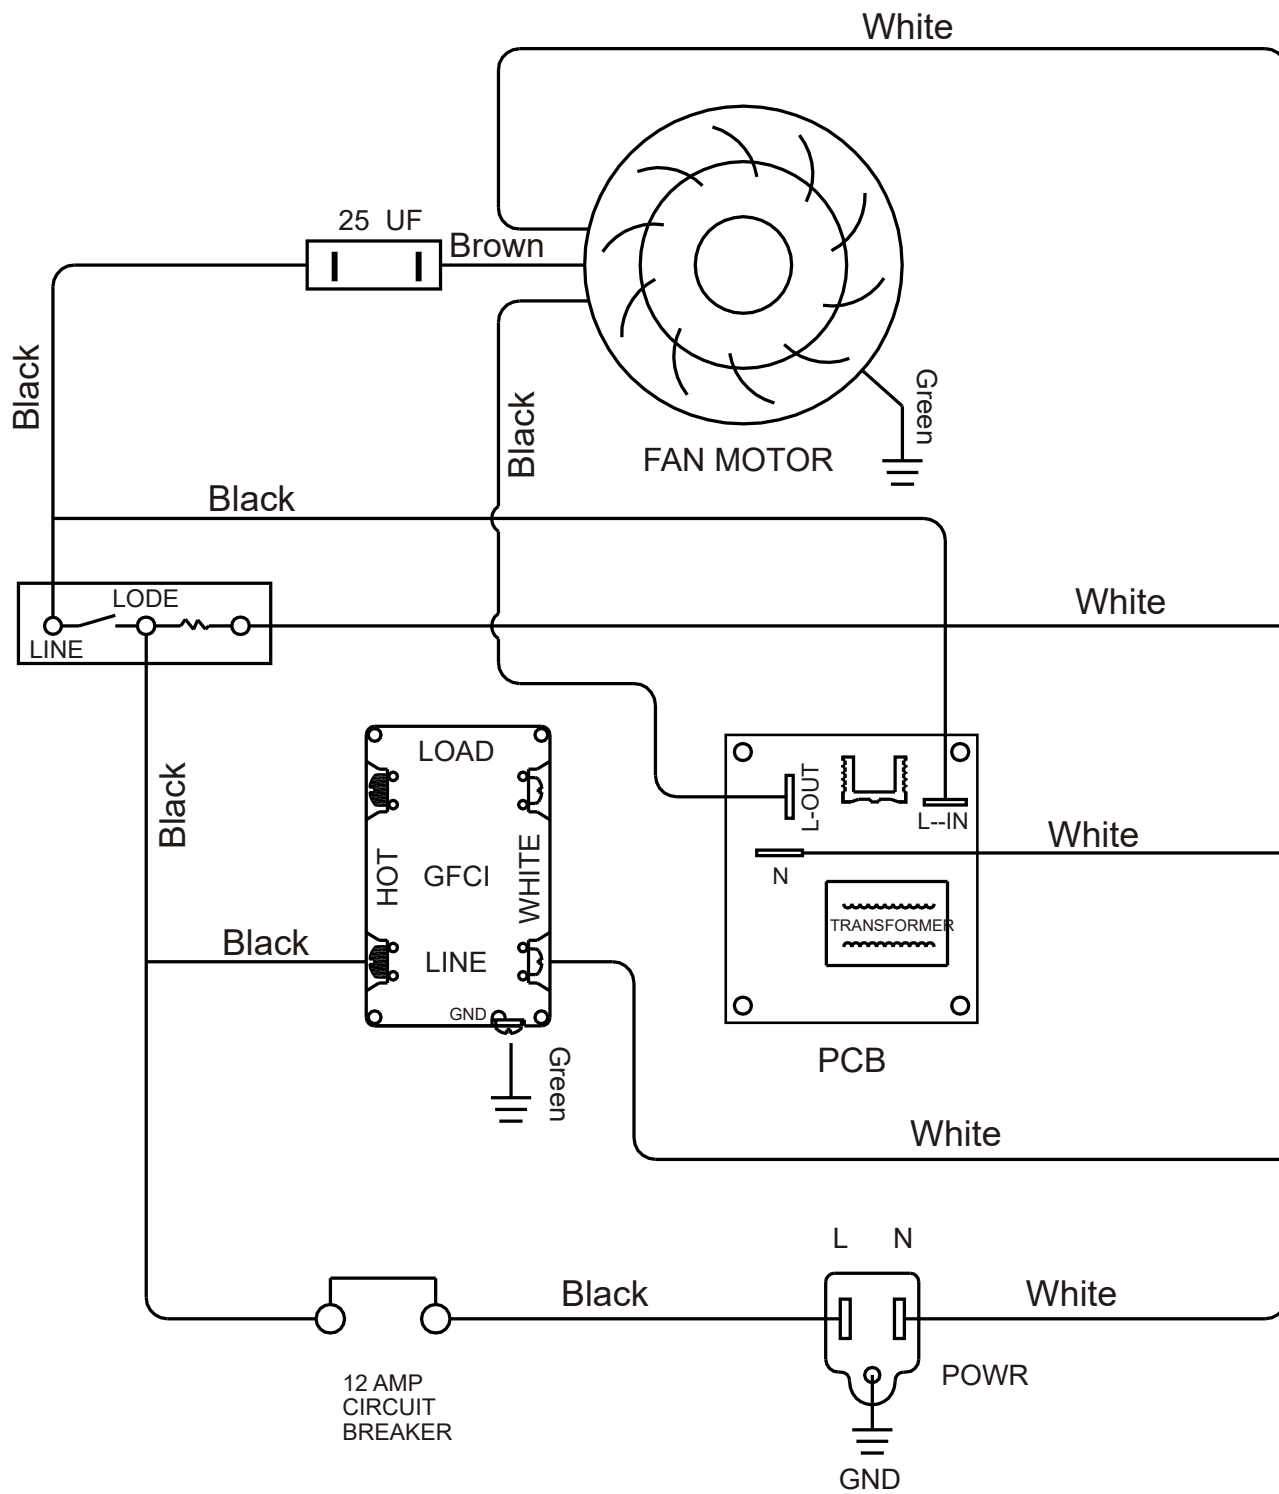 White
25 UF
Brown
Black
Black
Green
FAN MOTOR
Black
LODE
LINE
White
Black
LOAD
HOT
GFCI
WHITE
L-OUT
L--IN
White
N
TRANSFORMER
Black
LINE
GND
Green
PCB
White
L N
Black
White
POWR
12 AMP
CIRCUIT
BREAKER
GND